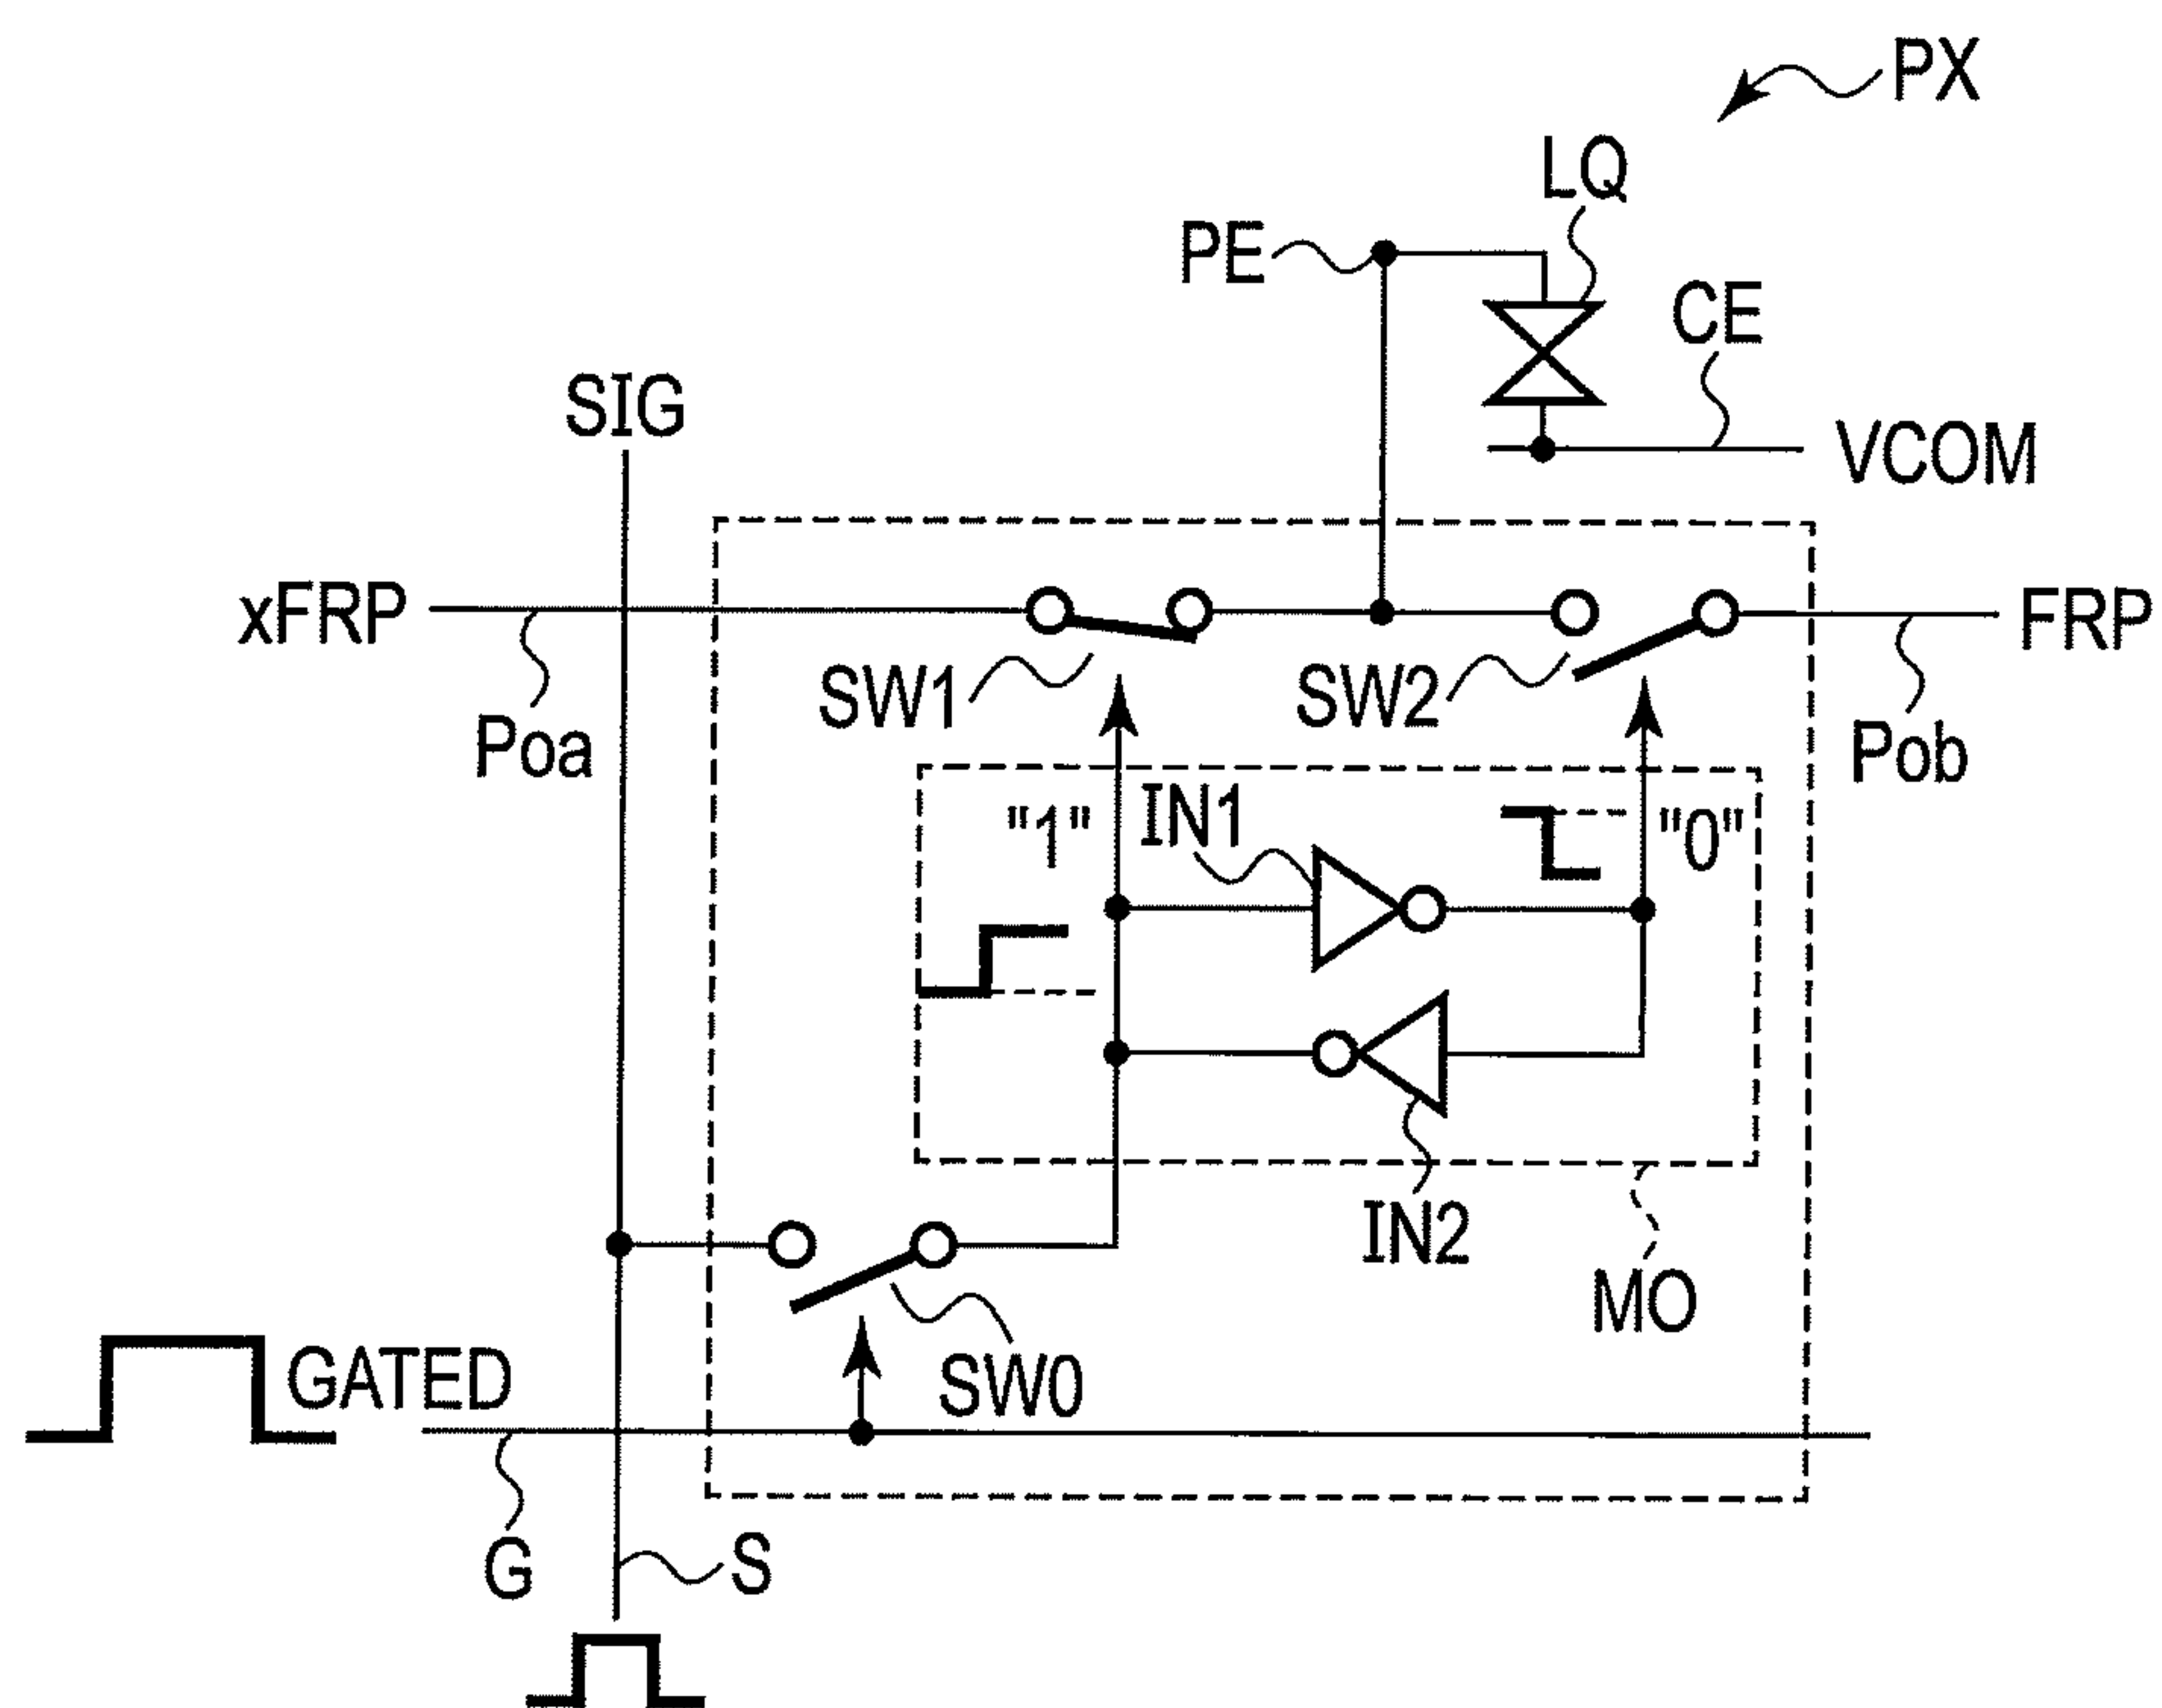 PX
LQ
PE
CE
SIG
VCOM
xFRP
FRP
SW1
SW2
Poa
Pob
"1"
IN1
"0"
IN2
MO
GATED
SW0
G
S